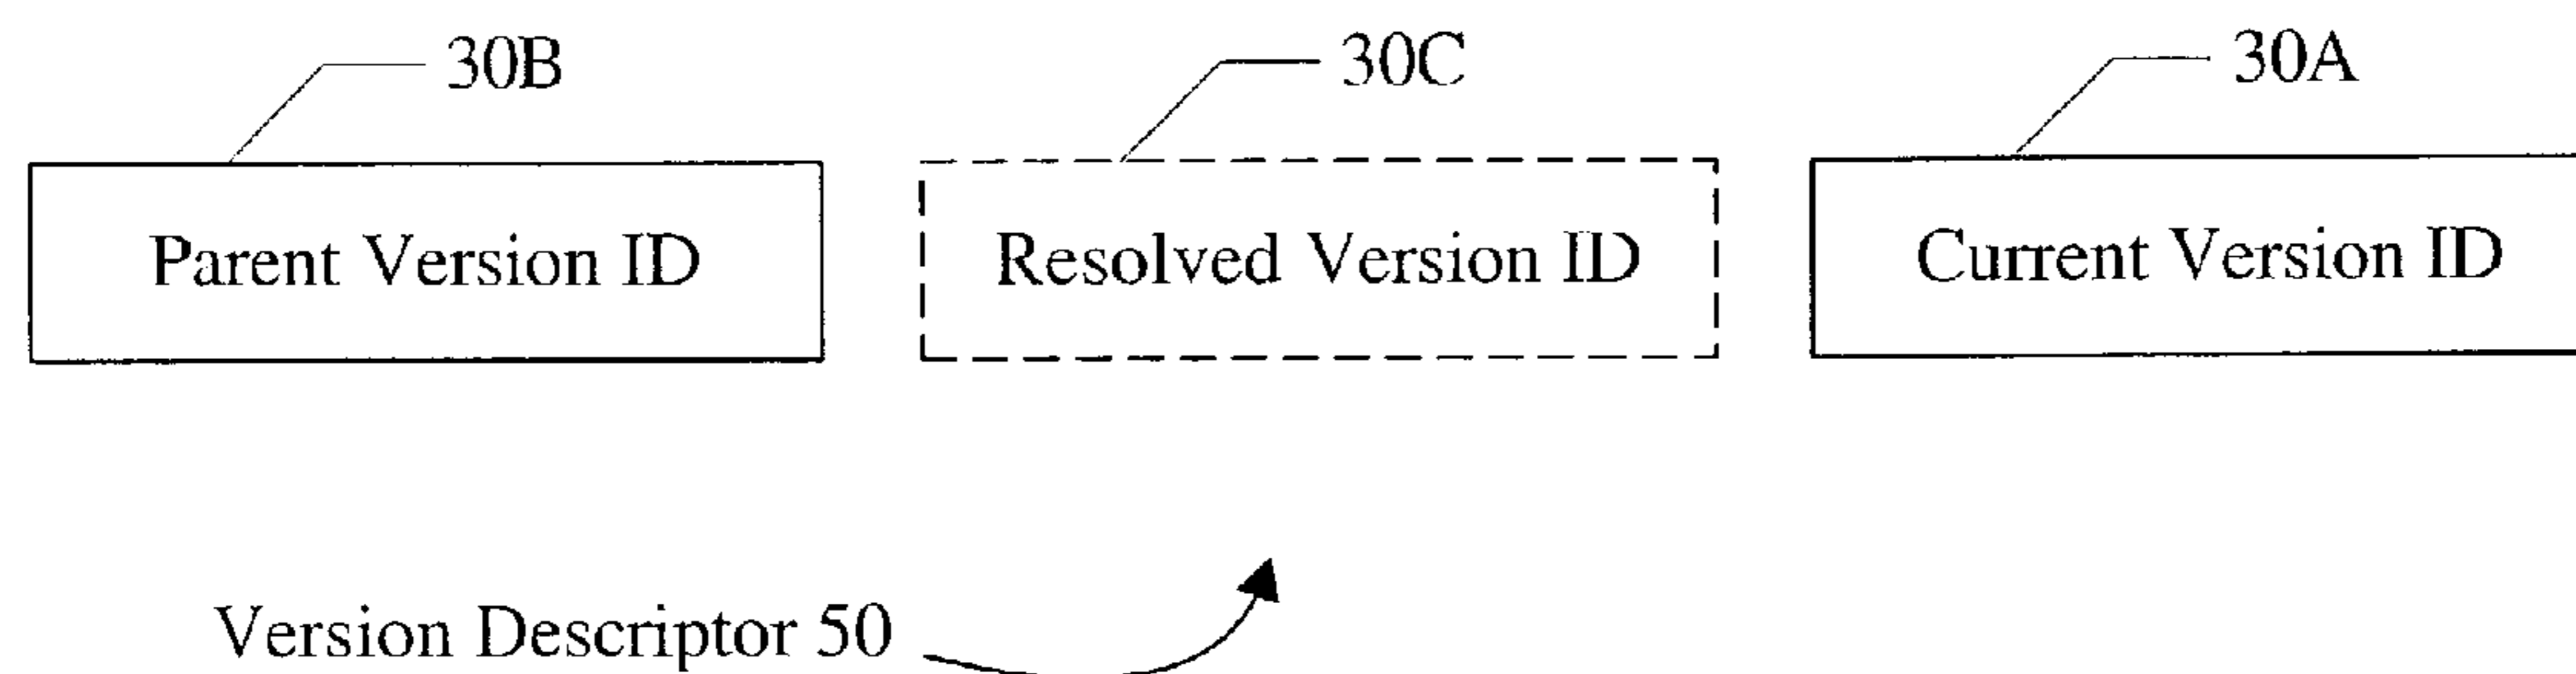 30B
30C
30A
Parent Version ID
Resolved Version ID
Current Version ID
Version Descriptor 50